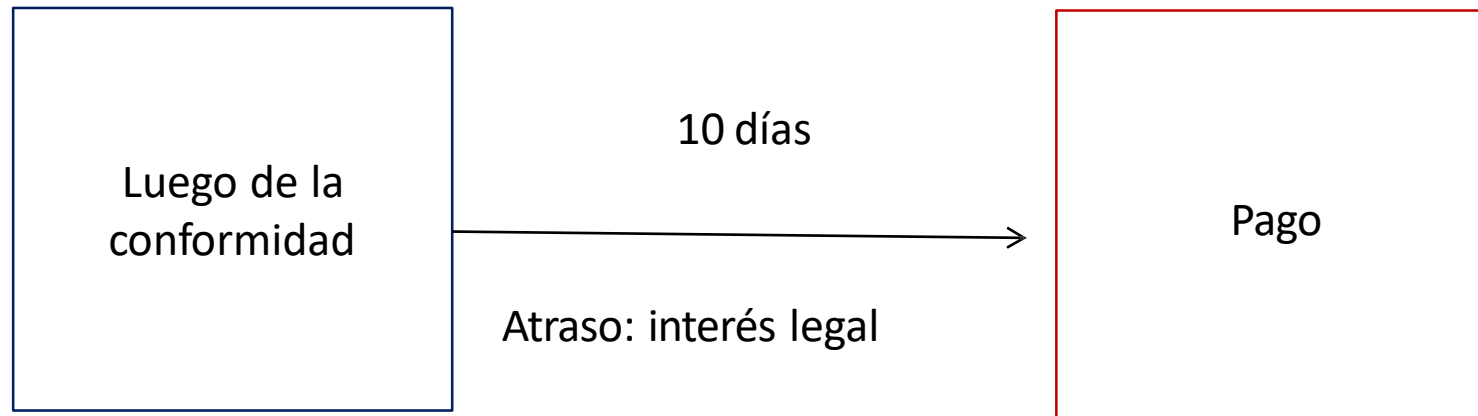 Luego de la
conformidad
10 días
Atraso: interés legal
Pago